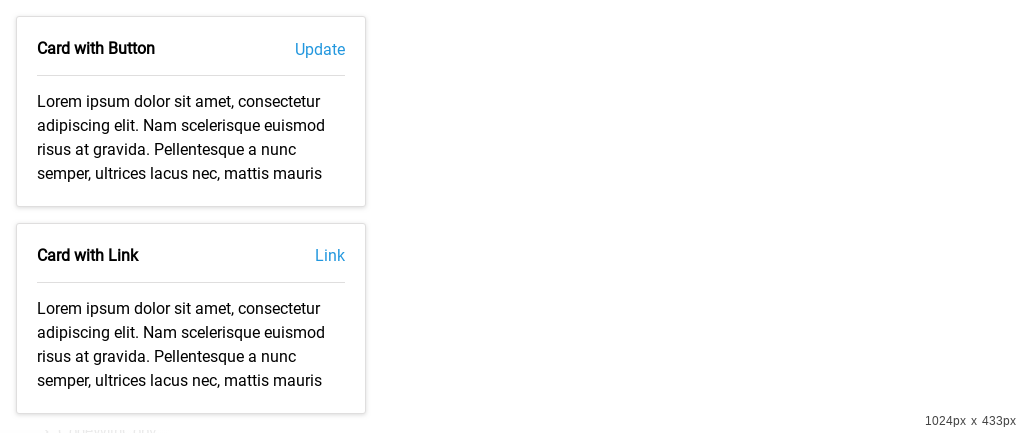 Card with Button
Update
Lorem ipsum dolor sit amet, consectetur
adipiscing elit. Nam scelerisque euismod
risus at gravida. Pellentesque a nunc
semper, ultrices lacus nec, mattis mauris
Card with Link
Link
Lorem ipsum dolor sit amet, consectetur
adipiscing elit. Nam scelerisque euismod
risus at gravida. Pellentesque a nunc
semper, ultrices lacus nec, mattis mauris
1024px x 433px